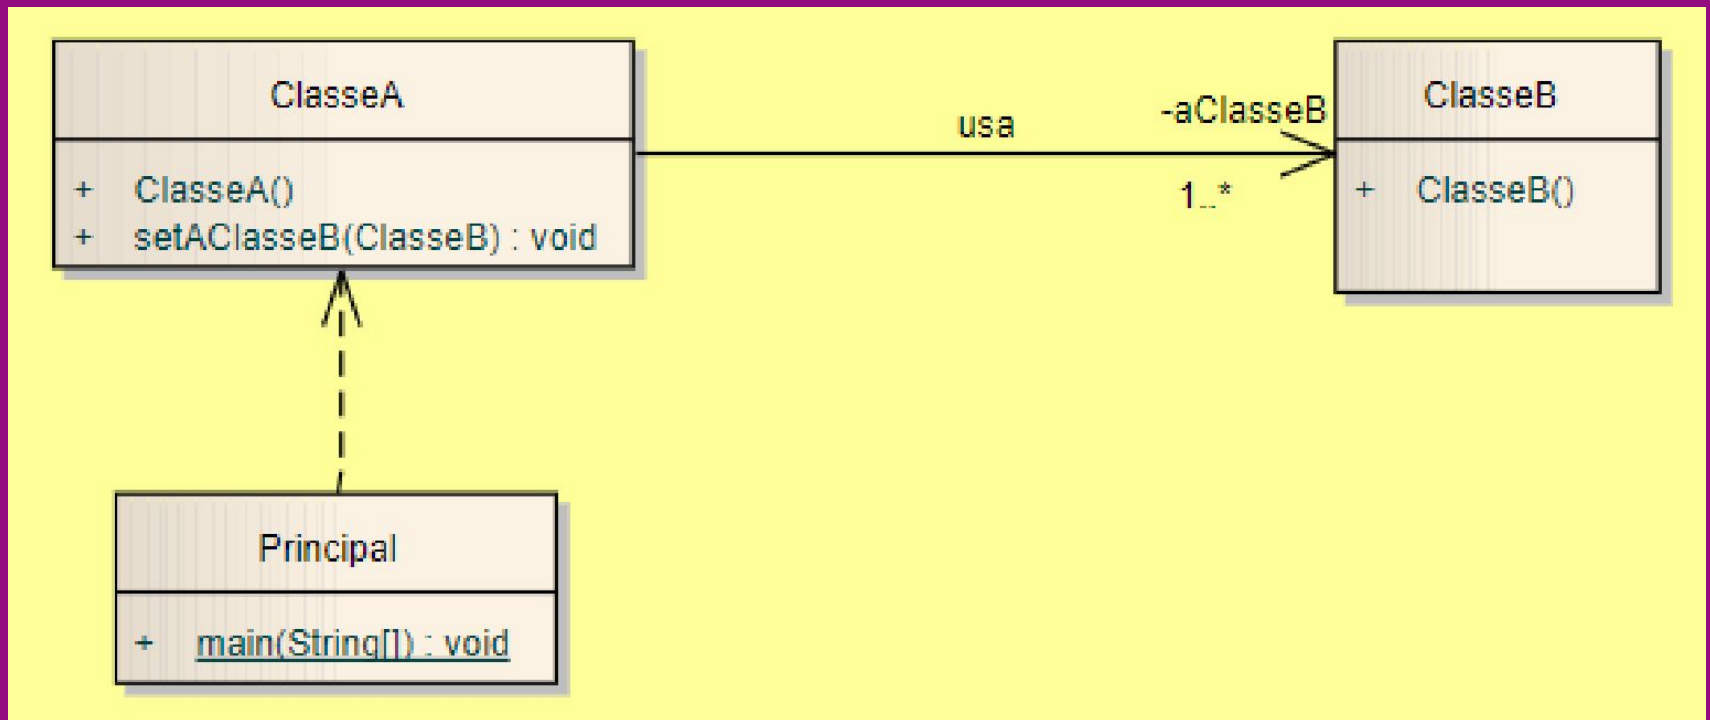 ClasseA
+ ClasseA()
+ setAClasseB(ClasseB) : void
usa
-aClasseB
1..*
ClasseB
+ ClasseB()
Principal
+ main(String[]) : void